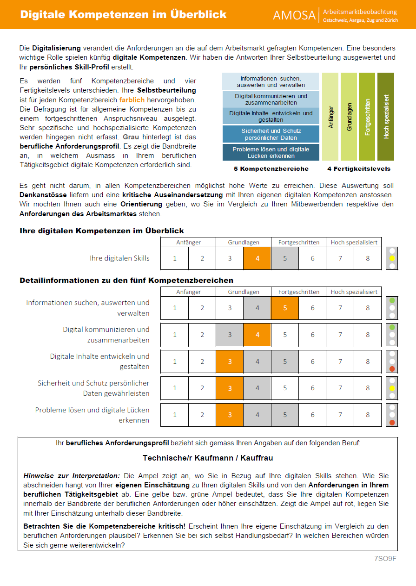 Digitale Kompetenzen im Überblick
AMOSA
Arbeitsmarktbeobachtung
Ostschweiz, Aargau, Zug und Zürich
Die Digitalisierung verändert die Anforderungen an die auf dem Arbeitsmarkt gefragten Kompetenzen. Eine besonders
wichtige Rolle spielen künftig digitale Kompetenzen. Wir haben die Antworten Ihrer Selbstbeurteilung ausgewertet und
Ihr persönliches Skill-Profil erstellt.
Es werden fünf Kompetenzbereiche und vier
Fertigkeitslevels unterschieden. Ihre Selbstbeurteilung
ist für jeden Kompetenzbereich farblich hervorgehoben.
Die Befragung ist für allgemeine Kompetenzen bis zu
einem fortgeschrittenen Anspruchsniveau ausgelegt.
Sehr spezifische und hochspezialisierte Kompetenzen
werden hingegen nicht erfasst. Grau hinterlegt ist das
berufliche Anforderungsprofil. Es zeigt die Bandbreite
an, in welchem Ausmass in Ihrem beruflichen
Tätigkeitsgebiet digitale Kompetenzen erforderlich sind.
Informationen suchen,
auswerten und verwalten
Digital kommunizieren und
zusammenarbeiten
Digitale Inhalte entwickeln und
gestalten
Sicherheit und Schutz
persönlicher Daten
Probleme lösen und digitale
Lücken erkennen
Anfänger
Grundlagen
Fortgeschritten
Hoch spezialisiert
5 Kompetenzbereiche
4 Fertigkeitslevels
Es geht nicht darum, in allen Kompetenzbereichen möglichst hohe Werte zu erreichen. Diese Auswertung soll
Denkanstösse liefern und eine kritische Auseinandersetzung mit Ihren eigenen digitalen Kompetenzen anstossen.
Wir möchten Ihnen auch eine Orientierung geben, wo Sie im Vergleich zu Ihren Mitbewerbenden respektive den
Anforderungen des Arbeitsmarktes stehen.
Ihre digitalen Kompetenzen im Überblick
Anfänger Grundlagen Fortgeschritten Hoch spezialisiert
Ihre digitalen Skills 1 2 3 4 5 6 7 8
Detailinformationen zu den fünf Kompetenzbereichen
Anfänger Grundlagen Fortgeschritten Hoch spezialisiert
Informationen suchen, auswerten und
verwalten
1 2 3 4 5 6 7 8
Digital kommunizieren und
zusammenarbeiten
1 2 3 4 5 6 7 8
Digitale Inhalte entwickeln und
gestalten
1 2 3 4 5 6 7 8
Sicherheit und Schutz persönlicher
Daten gewährleisten
1 2 3 4 5 6 7 8
Probleme lösen und digitale Lücken
erkennen
1 2 3 4 5 6 7 8
Ihr berufliches Anforderungsprofil bezieht sich gemäss Ihren Angaben auf den folgenden Beruf:
Technische/r Kaufmann / Kauffrau
Hinweise zur Interpretation: Die Ampel zeigt an, wo Sie in Bezug auf Ihre digitalen Skills stehen. Wie Sie
abschneiden hängt von Ihrer eigenen Einschätzung zu Ihren digitalen Skills und von den Anforderungen in Ihrem
beruflichen Tätigkeitsgebiet ab. Eine gelbe bzw. grüne Ampel bedeutet, dass Sie Ihre digitalen Kompetenzen
innerhalb der Bandbreite der beruflichen Anforderungen oder höher einschätzen. Zeigt die Ampel auf rot, liegen Sie
mit Ihrer Einschätzung unterhalb dieser Bandbreite.
Betrachten Sie die Kompetenzbereiche kritisch! Erscheint Ihnen Ihre eigene Einschätzung im Vergleich zu den
beruflichen Anforderungen plausibel? Erkennen Sie bei sich selbst Handlungsbedarf? In welchen Bereichen würden
Sie sich gerne weiterentwickeln?
7SO9F